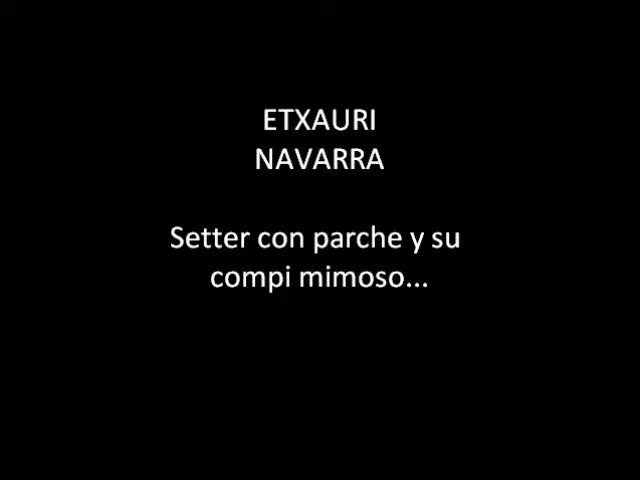 ETXAURI
NAVARRA
Setter con parche y su
compi mimoso...